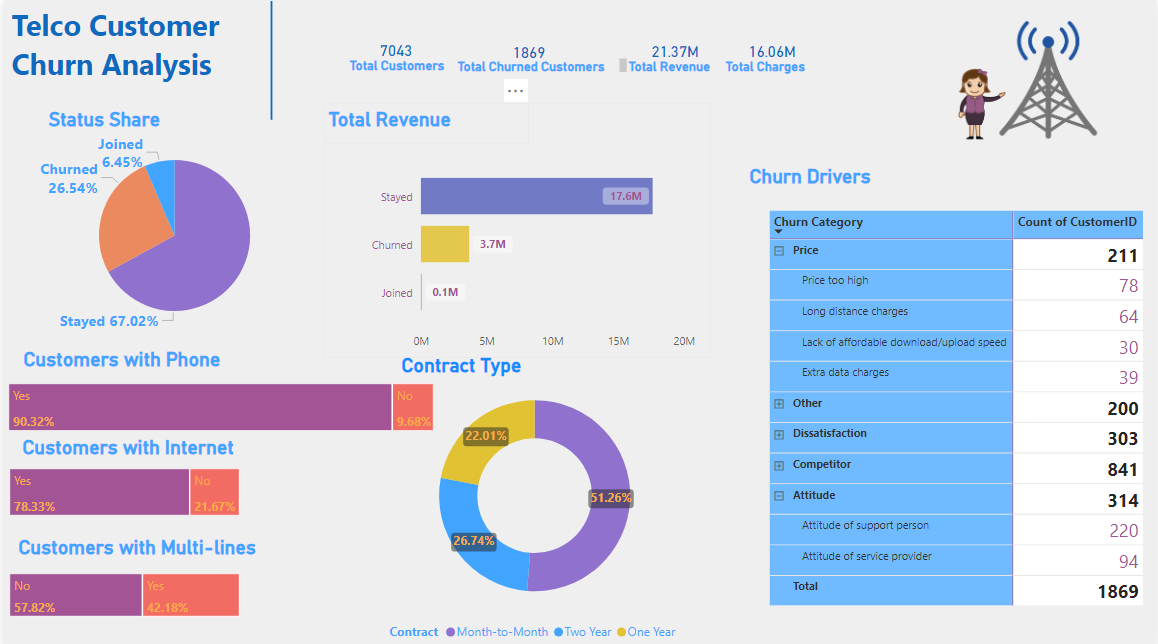 Telco Customer
Churn Analysis
7043
Total Customers
1869
Total Churned Customers
21.37M
Total Revenue
16.06M
Total Charges
...
Status Share
Joined
6.45%
Churned
26.54%
Stayed 67.02%
Total Revenue
Stayed
17.6M
Churned
3.7M
Joined
0.1M
0M
5M
10M
15M
20M
Customers with Phone
Yes
90.32%
No
9.68%
Customers with Internet
Yes
78.33%
No
21.67%
Customers with Multi-lines
No
57.82%
Yes
42.18%
Contract Type
22.01%
51.26%
26.74%
Contract Month-to-Month Two Year One Year
Churn Drivers
Churn Category Count of CustomerID
Price 211
Price too high 78
Long distance charges 64
Lack of affordable download/upload speed 30
Extra data charges 39
Other 200
Dissatisfaction 303
Competitor 841
Attitude 314
Attitude of support person 220
Attitude of service provider 94
Total 1869